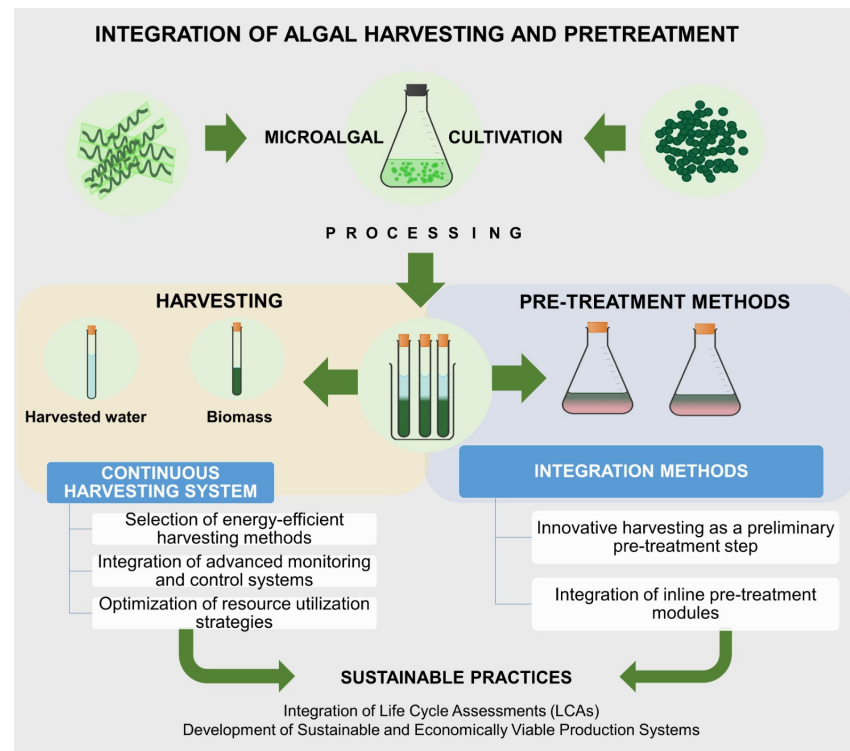 INTEGRATION OF ALGAL HARVESTING AND PRETREATMENT
MICROALGAL CULTIVATION
PROCESSING
HARVESTING
Harvested water
Biomass
CONTINUOUS
HARVESTING SYSTEM
Selection of energy-efficient
harvesting methods
Integration of advanced monitoring
and control systems
Optimization of resource utilization
strategies
PRE-TREATMENT METHODS
INTEGRATION METHODS
Innovative harvesting as a preliminary
pre-treatment step
Integration of inline pre-treatment
modules
SUSTAINABLE PRACTICES
Integration of Life Cycle Assessments (LCAs)
Development of Sustainable and Economically Viable Production Systems